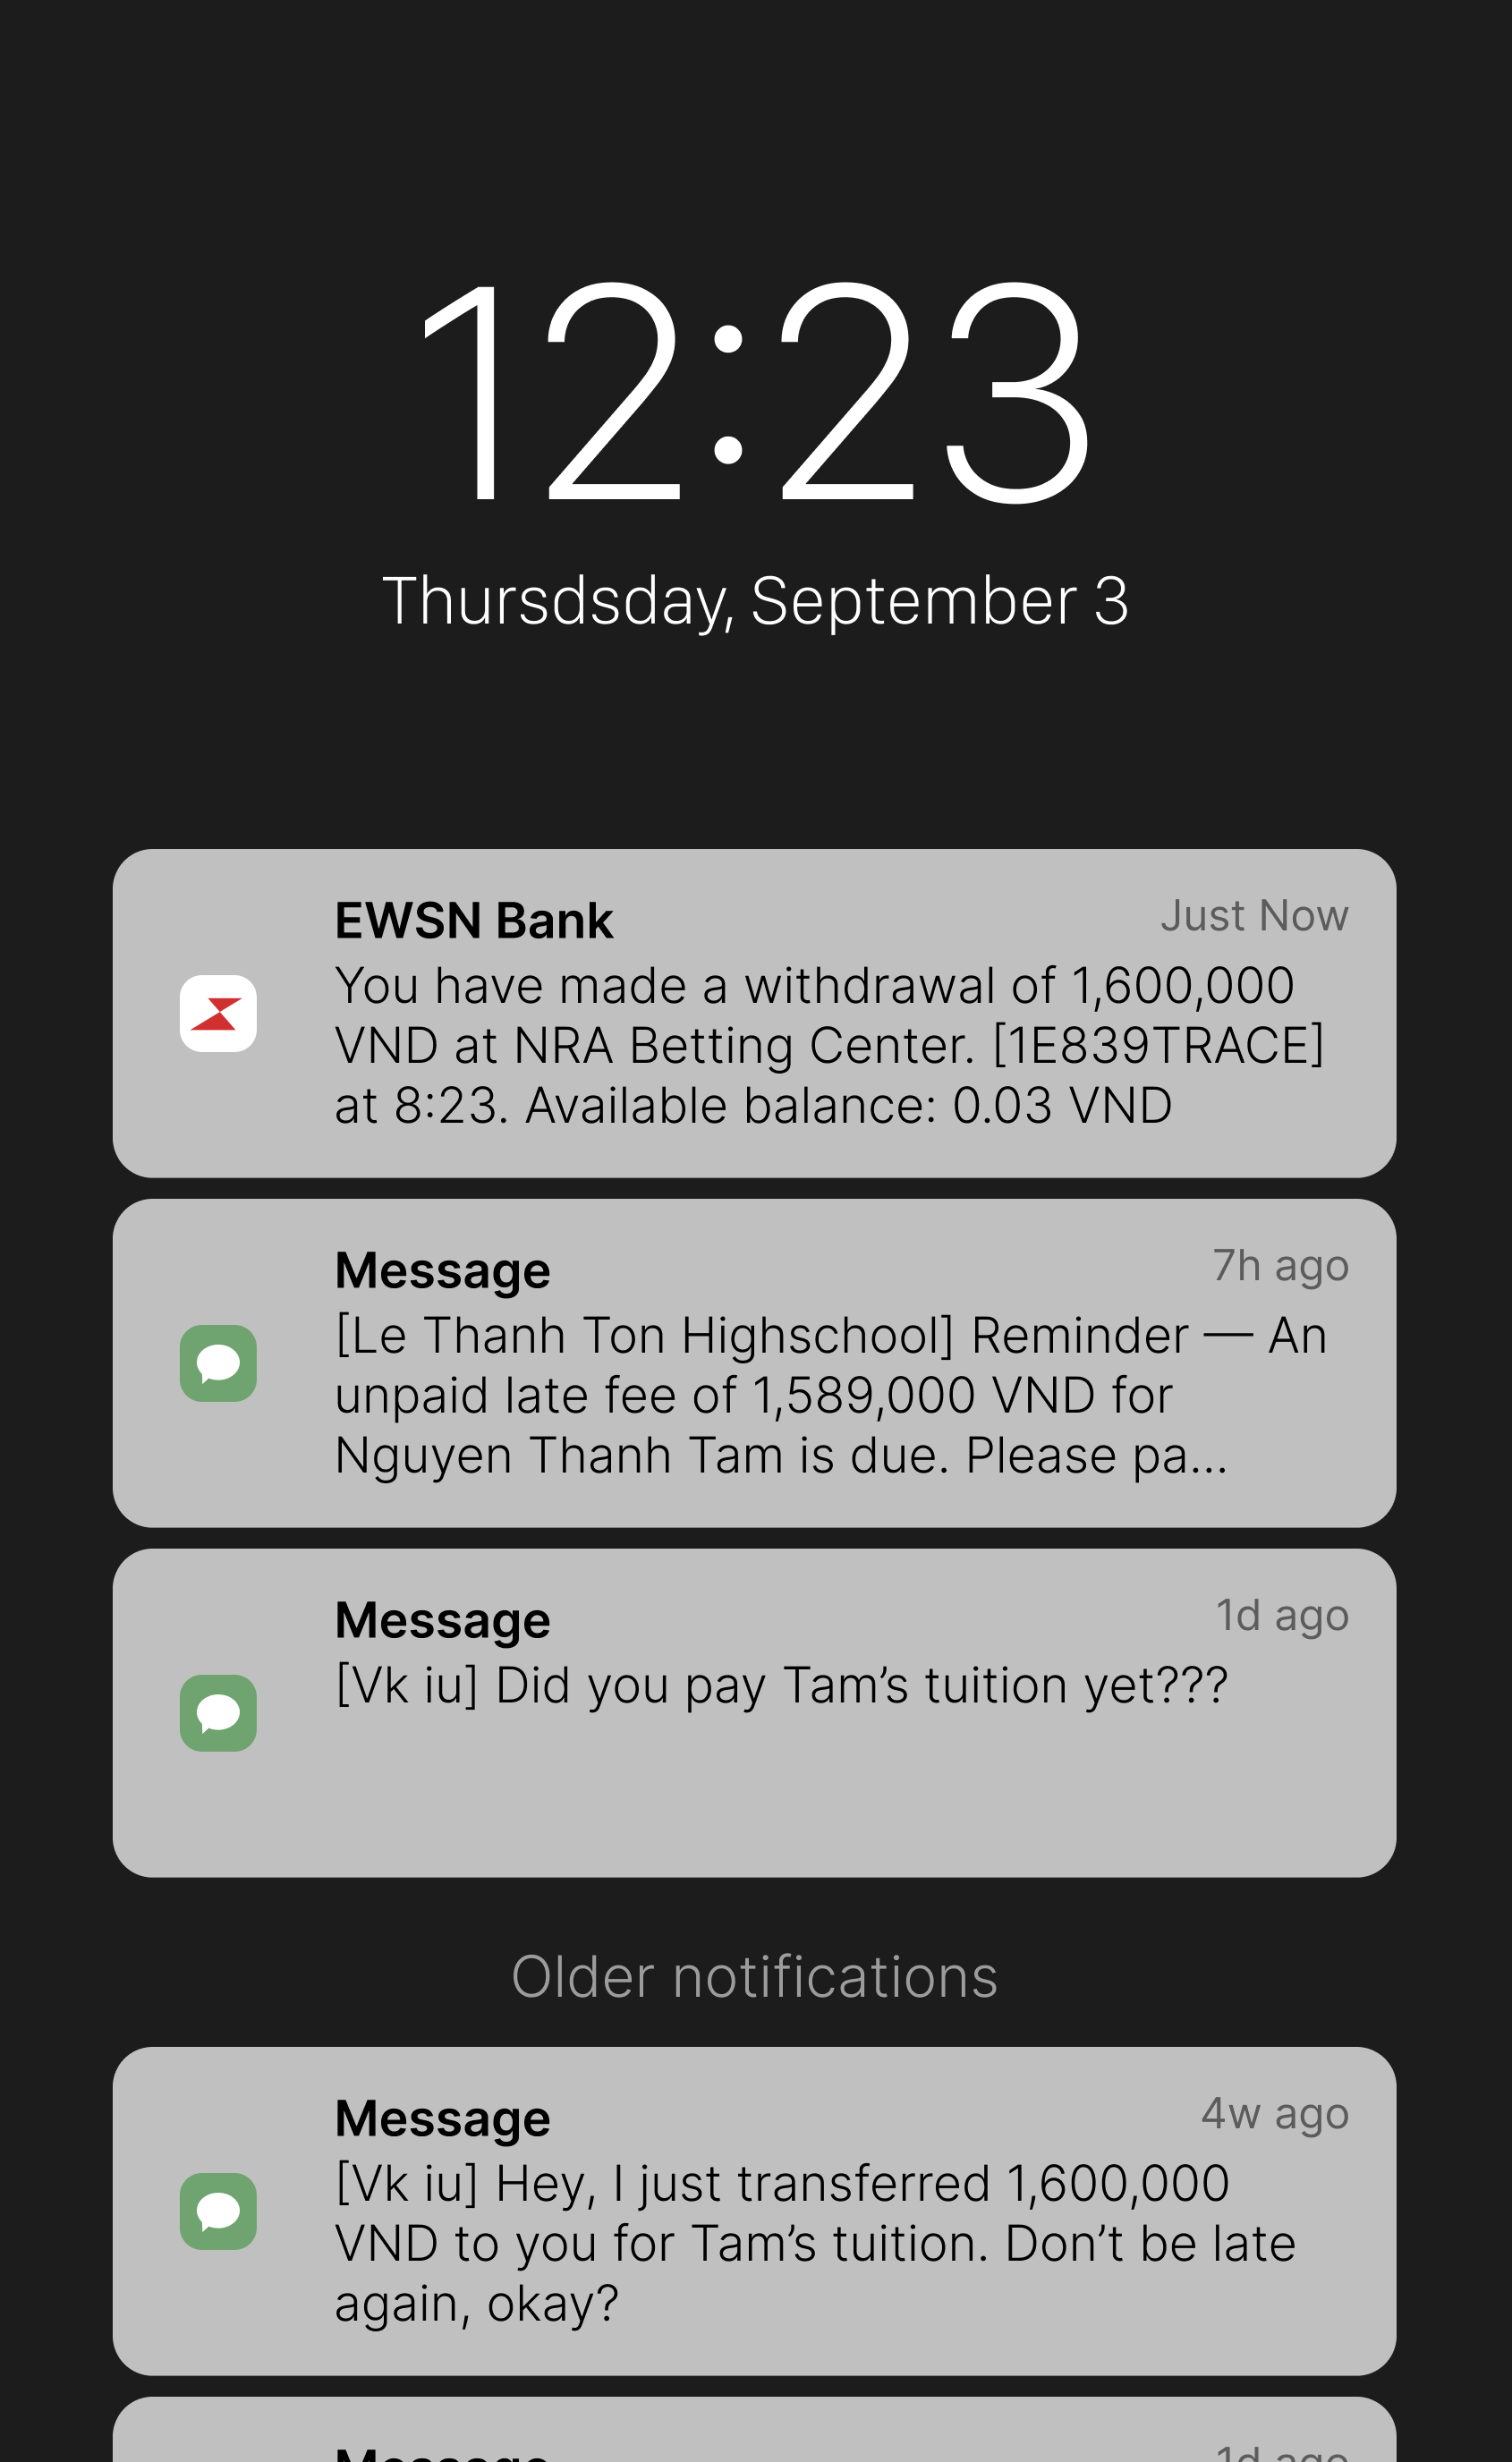 12:23
Thursdsday, September 3
EWSN Bank
Just Now
You have made a withdrawal of 1,600,000
VND at NRA Betting Center. [1E839TRACE]
at 8:23. Available balance: 0.03 VND
Message
7h ago
[Le Thanh Ton Highschool] Reminder — An
unpaid late fee of 1,589,000 VND for
Nguyen Thanh Tam is due. Please pa...
Message
1d ago
[Vk iu] Did you pay Tam’s tuition yet???
Older notifications
Message
4w ago
[Vk iu] Hey, I just transferred 1,600,000
VND to you for Tam’s tuition. Don’t be late
again, okay?
Message
1d ago